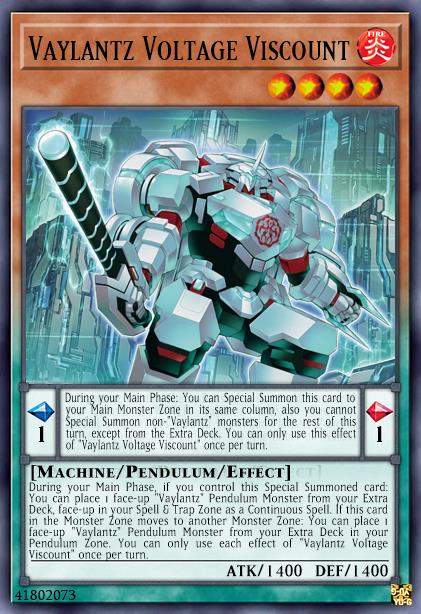 VAYLANTZ VOLTAGE VISCOUNT
FIRE
炎
During your Main Phase: You can Special Summon this card to
your Main Monster Zone in its same column, also you cannot
Special Summon non-"Vaylantz" monsters for the rest of this
turn, except from the Extra Deck. You can only use this effect
of "Vaylantz Voltage Viscount" once per turn.
1
1
[MACHINE/PENDULUM/EFFECT]
During your Main Phase, if you control this Special Summoned card:
You can place 1 face-up "Vaylantz" Pendulum Monster from your Extra
Deck, face-up in your Spell & Trap Zone as a Continuous Spell. If this card
in the Monster Zone moves to another Monster Zone: You can place 1
face-up "Vaylantz" Pendulum Monster from your Extra Deck in your
Pendulum Zone. You can only use each effect of "Vaylantz Voltage
Viscount" once per turn.
ATK/1400 DEF/1400
41802073